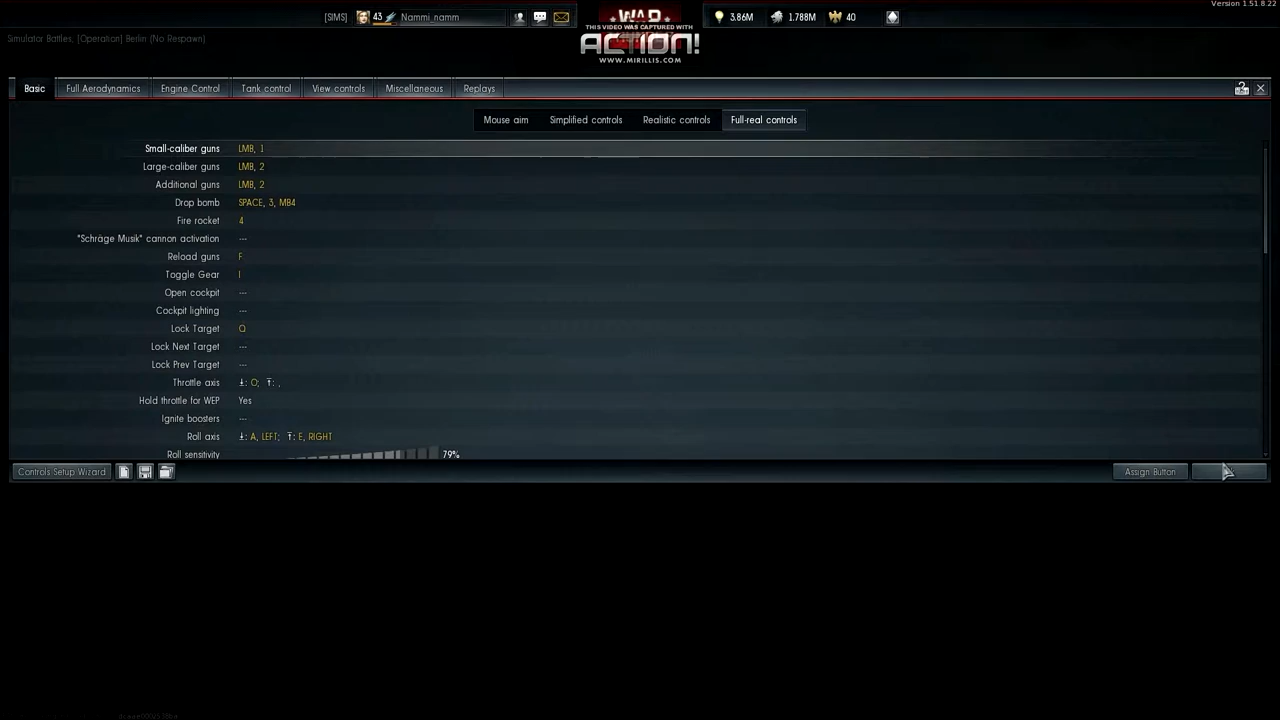 Version 1.51.8.22
[SIMS] 43 Nammi_namm
WAR
THIS VIDEO WAS CAPTURED WITH
ACTION!
WWW.MIRILLIS.COM
3.86M 1.788M 40
Simulator Battles, [Operation] Berlin (No Respawn)
Basic Full Aerodynamics Engine Control Tank control View controls Miscellaneous Replays
Mouse aim Simplified controls Realistic controls Full-real controls
Small-caliber guns LMB, 1
Large-caliber guns LMB, 2
Additional guns LMB, 2
Drop bomb SPACE, 3, MB4
Fire rocket 4
"Schräge Musik" cannon activation ---
Reload guns F
Toggle Gear I
Open cockpit ---
Cockpit lighting ---
Lock Target Q
Lock Next Target ---
Lock Prev Target ---
Throttle axis : O; : ,
Hold throttle for WEP Yes
Ignite boosters ---
Roll axis : A, LEFT; : E, RIGHT
Roll sensitivity 79%
Controls Setup Wizard Assign Button